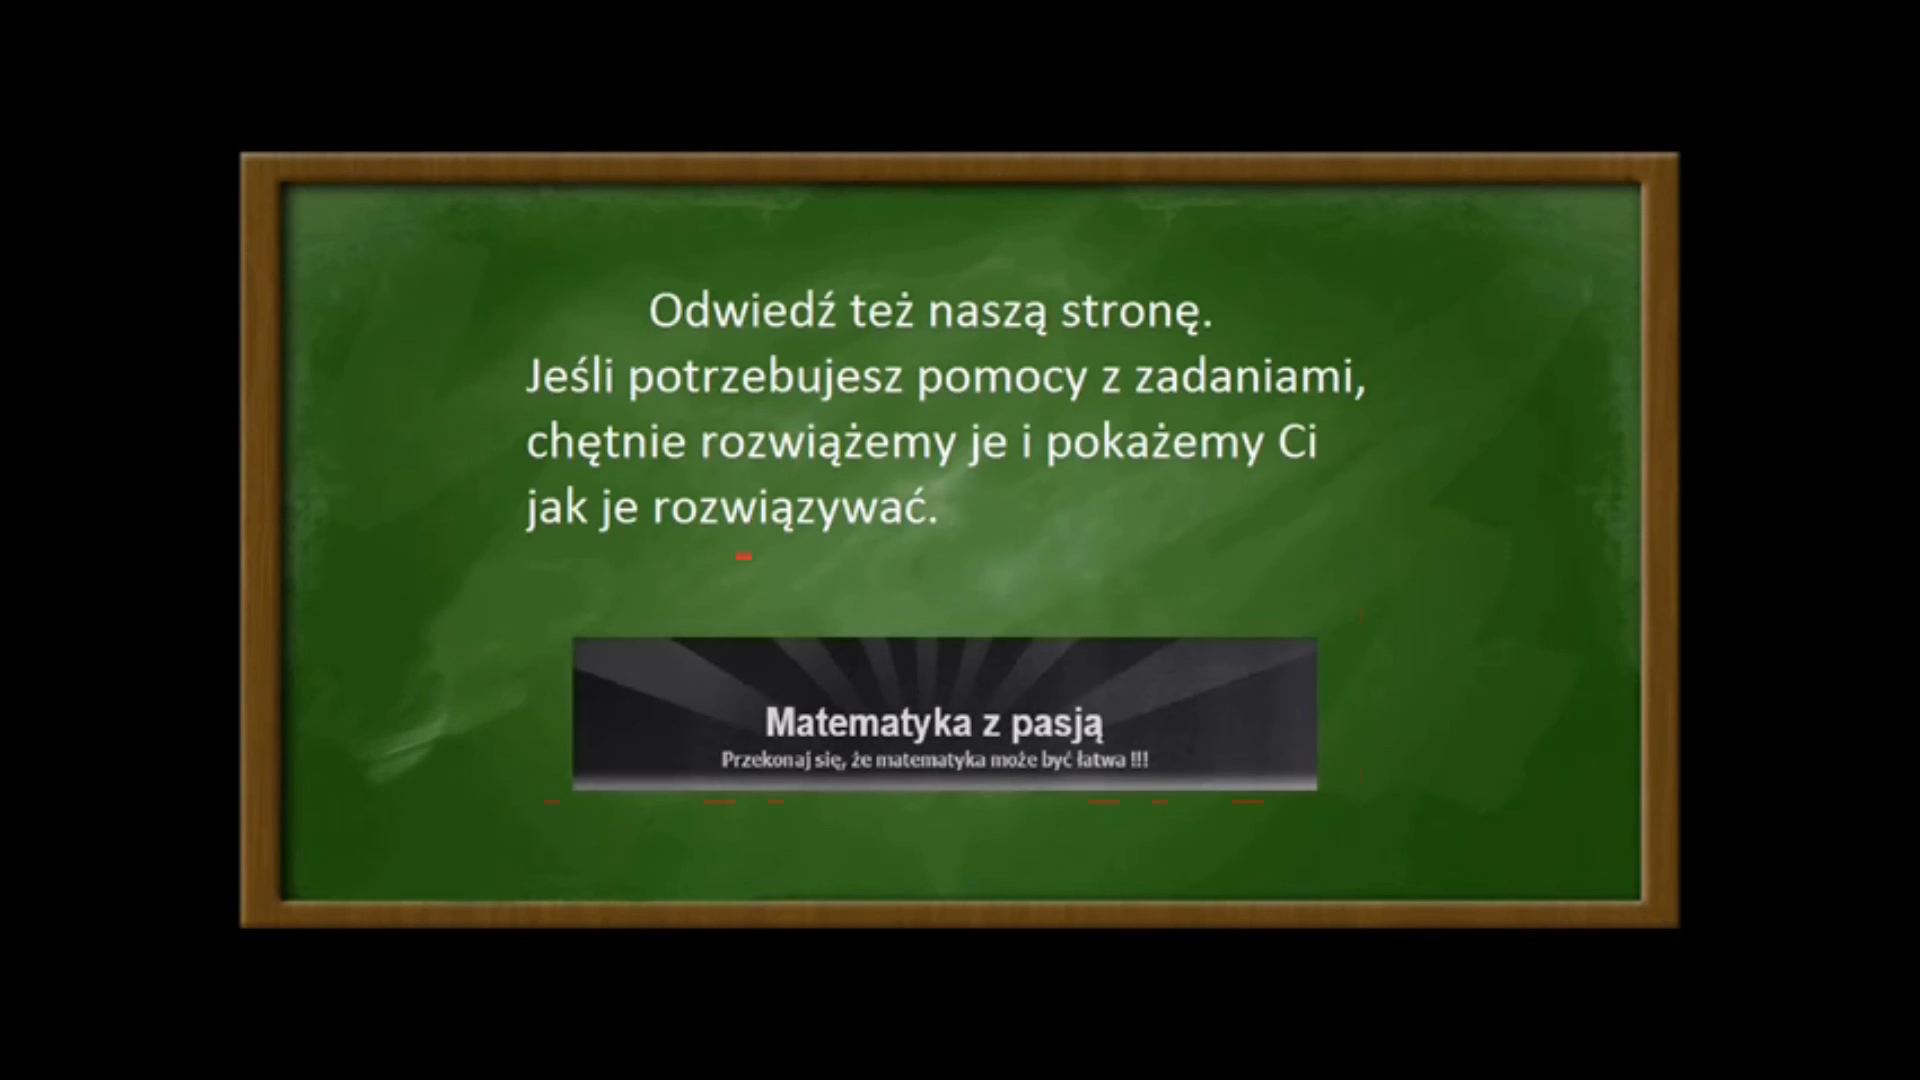 Odwiedź też naszą stronę.
Jeśli potrzebujesz pomocy z zadaniami,
chętnie rozwiążemy je i pokażemy Ci
jak je rozwiązywać.
Matematyka z pasją
Przekonaj się, że matematyka może być łatwa !!!